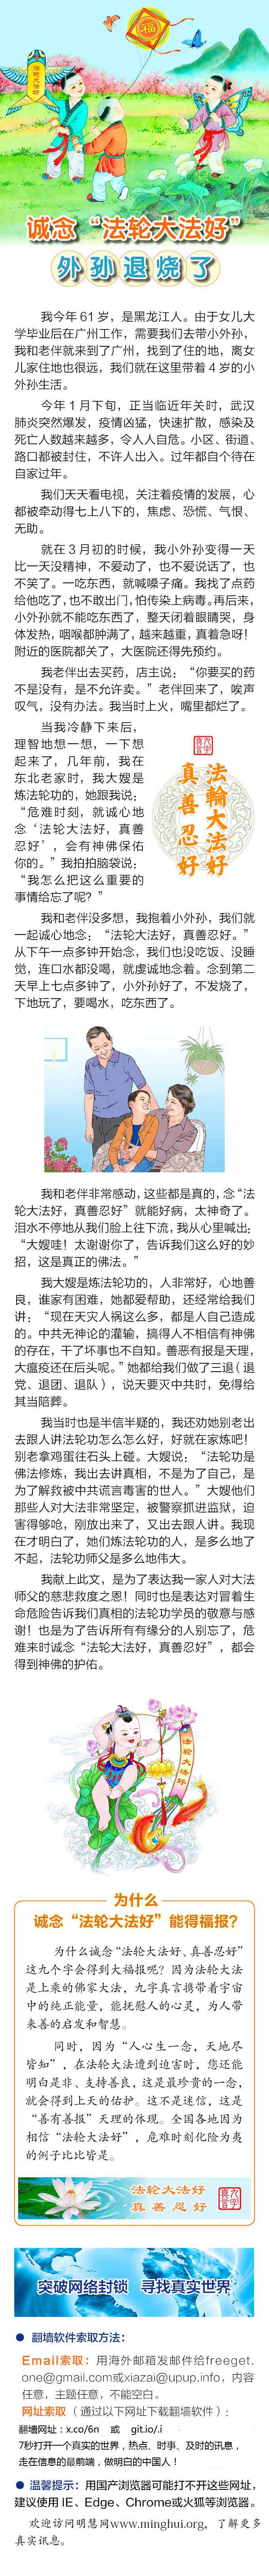 福
法轮大法好
诚念“法轮大法好”
外孙退烧了
我今年61岁，是黑龙江人。由于女儿大
学毕业后在广州工作，需要我们去带小外孙，
我和老伴就来到了广州，找到了住的地，离女
儿家住地也很远，我们就在这里带着4岁的小
外孙生活。
今年1月下旬，正当临近年关时，武汉
肺炎突然爆发，疫情凶猛，快速扩散，感染及
死亡人数越来越多，令人人自危。小区、街道、
路口都被封住，不许人出入。过年都自个待在
自家过年。
我们天天看电视，关注着疫情的发展，心
都被牵动得七上八下的，焦虑、恐慌、气恨、
无助。
就在3月初的时候，我小外孙变得一天
比一天没精神，不爱动了，也不爱说话了，也
不笑了。一吃东西，就喊嗓子痛。我找了点药
给他吃了，也不敢出门，怕传染上病毒。再后来，
小外孙就不能吃东西了，整天闭着眼睛哭，身
体发热，咽喉都肿满了，越来越重，真着急呀！
附近的医院都关了，大医院还得先预约。
我老伴出去买药，店主说：“你要买的药
不是没有，是不允许卖。”老伴回来了，唉声
叹气，没有办法。我当时上火，嘴里都烂了。
当我冷静下来后，
理智地想一想，一下想
起来了，几年前，我在
东北老家时，我大嫂是
炼法轮功的，她跟我说：
“危难时刻，就诚心地
念‘法轮大法好，真善
忍好’，会有神佛保佑
你的。”我拍拍脑袋说：
“我怎么把这么重要的
事情给忘了呢？”
九字真言
法輪大法好
真善忍好
我和老伴没多想，我抱着小外孙，我们就
一起诚心地念：“法轮大法好，真善忍好。”
从下午一点多钟开始念，我们也没吃饭、没睡
觉，连口水都没喝，就虔诚地念着。念到第二
天早上七点多钟了，小外孙好了，不发烧了，
下地玩了，要喝水，吃东西了。
我和老伴非常感动，这些都是真的，念“法
轮大法好，真善忍好”就能好病，太神奇了。
泪水不停地从我们脸上往下流，我从心里喊出：
“大嫂哇！太谢谢你了，告诉我们这么好的妙
招，这是真正的佛法。”
我大嫂是炼法轮功的，人非常好，心地善
良，谁家有困难，她都爱帮助，还经常给我们
讲：“现在天灾人祸这么多，都是人自己造成
的。中共无神论的灌输，搞得人不相信有神佛
的存在，干了坏事也不自知。善恶有报是天理，
大瘟疫还在后头呢。”她都给我们做了三退（退
党、退团、退队），说天要灭中共时，免得给
其当陪葬。
我当时也是半信半疑的，我还劝她别老出
去跟人讲法轮功怎么怎么好，好就在家炼吧！
别老拿鸡蛋往石头上碰。大嫂说：“法轮功是
佛法修炼，我出去讲真相，不是为了自己，是
为了解救被中共谎言毒害的世人。”大嫂他们
那些人对大法非常坚定，被警察抓进监狱，迫
害得够呛，刚放出来了，又出去跟人讲。我现
在才明白了，她们炼法轮功的人，是多么地了
不起，法轮功师父是多么地伟大。
我献上此文，是为了表达我一家人对大法
师父的慈悲救度之恩！同时也是表达对冒着生
命危险告诉我们真相的法轮功学员的敬意与感
谢！也是为了告诉所有有缘分的人别忘了，危
难来时诚念“法轮大法好，真善忍好”，都会
得到神佛的护佑。
法轮大法好
为什么
诚念“法轮大法好”能得福报？
为什么诚念“法轮大法好、真善忍好”
这九个字会得到大福报呢？因为法轮大法
是上乘的佛家大法，九字真言携带着宇宙
中的纯正能量，能抚慰人的心灵，为人带
来善的启发和智慧。
同时，因为“人心生一念，天地尽
皆知”，在法轮大法遭到迫害时，您还能
明白是非、支持善良，这是最珍贵的一念，
就会得到上天的佑护。这不是迷信，这是
“善有善报”天理的体现。全国各地因为
相信“法轮大法好”，危难时刻化险为夷
的例子比比皆是。
法轮大法好
真善忍好
九字真言
突破网络封锁 寻找真实世界
● 翻墙软件索取方法：
Email索取：用海外邮箱发邮件给freeget.
one@gmail.com或xiazai@upup.info，内容
任意，主题任意，不能空白。
网址索取（通过以下网址下载翻墙软件）：
翻墙网址：x.co/6n 或 git.io/.i
7秒打开一个真实的世界，热点、时事、及时的讯息，
走在信息的最前端，做明白的中国人！
● 温馨提示：用国产浏览器可能打不开这些网址，
建议使用IE、Edge、Chrome或火狐等浏览器。
欢迎访问明慧网www.minghui.org，了解更多
真实讯息。